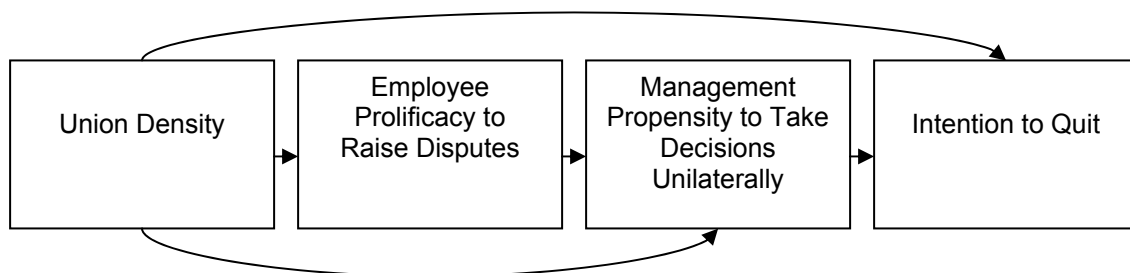 Union Density
Employee
Prolificacy to
Raise Disputes
Management
Propensity to Take
Decisions
Unilaterally
Intention to Quit